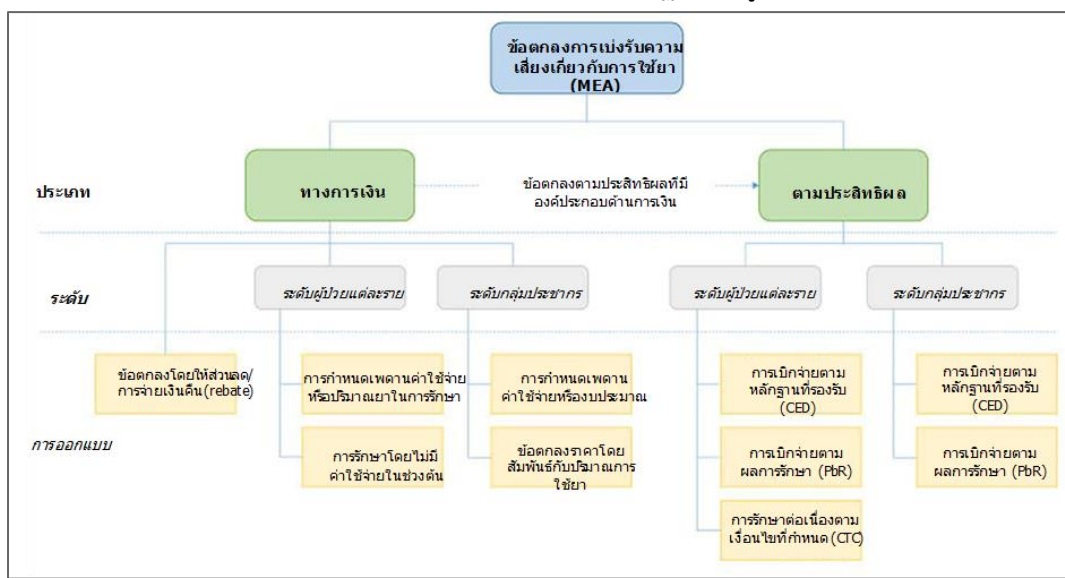 ข้อตกลงการแบ่งรับความ
เสี่ยงเกี่ยวกับการใช้ยา
(MEA)
ประเภท
ทางการเงิน
ข้อตกลงตามประสิทธิผลที่มี
องค์ประกอบด้านการเงิน
ตามประสิทธิผล
ระดับ
ระดับผู้ป่วยแต่ละราย
ระดับกลุ่มประชากร
ระดับผู้ป่วยแต่ละราย
ระดับกลุ่มประชากร
การออกแบบ
ข้อตกลงโดยให้ส่วนลด/
การจ่ายเงินคืน(rebate)
การกำหนดเพดานค่าใช้จ่าย
หรือปริมาณยาในการรักษา
การรักษาโดยไม่มี
ค่าใช้จ่ายในช่วงต้น
การกำหนดเพดาน
ค่าใช้จ่ายหรืองบประมาณ
ข้อตกลงราคาโดย
สัมพันธ์กับปริมาณการ
ใช้ยา
การเบิกจ่ายตาม
หลักฐานที่รองรับ
(CED)
การเบิกจ่ายตาม
ผลการรักษา (PbR)
การรักษาต่อเนื่องตาม
เงื่อนไขที่กำหนด (CTC)
การเบิกจ่ายตาม
หลักฐานที่รองรับ
(CED)
การเบิกจ่ายตาม
ผลการรักษา (PbR)